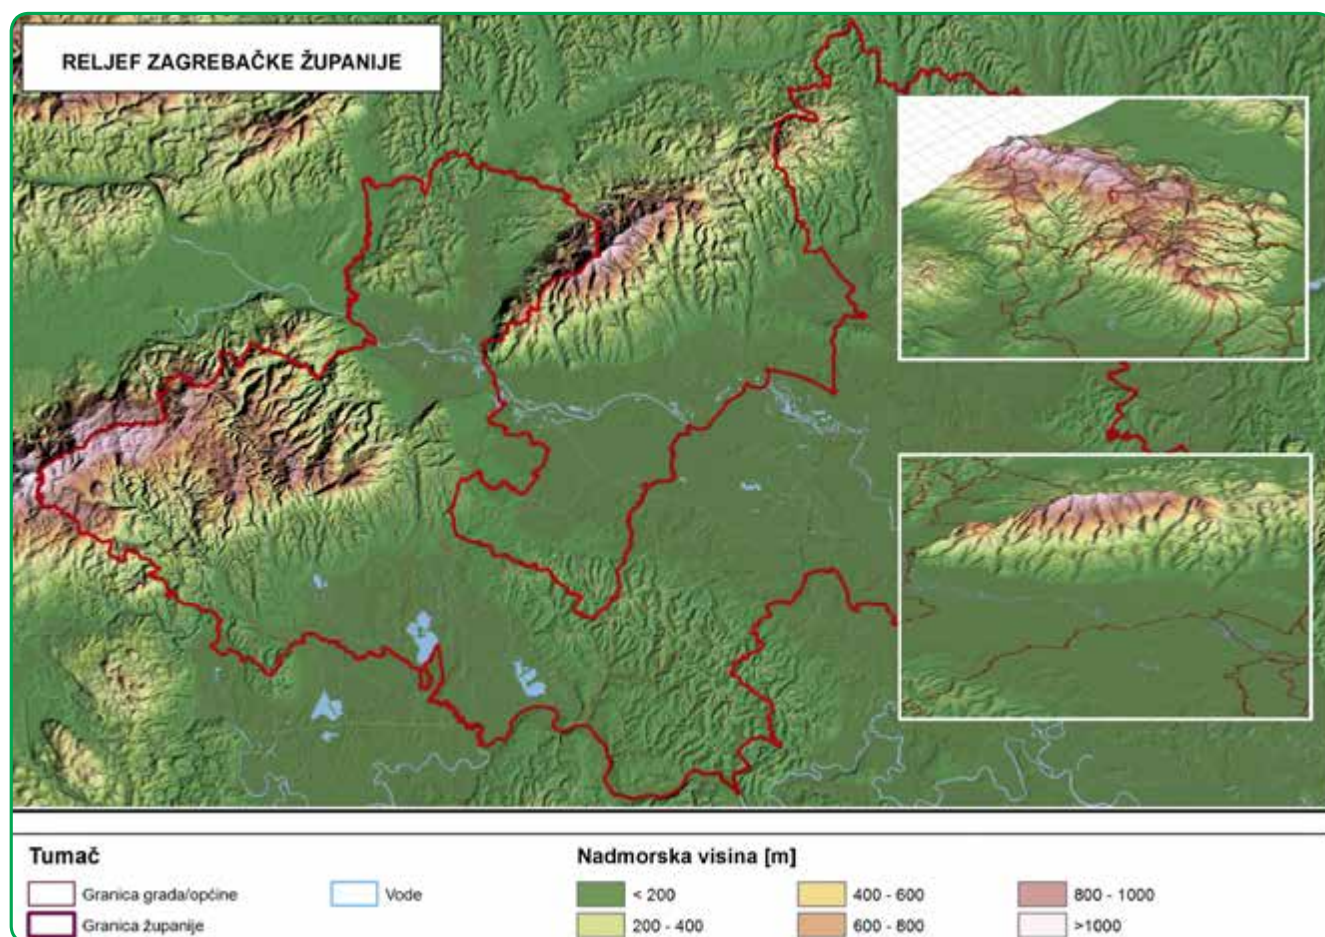 RELJEF ZAGREBAČKE ŽUPANIJE
Tumač
Granica grada/općine
Vode
Granica županije
Nadmorska visina [m]
< 200
400 - 600
800 - 1000
200 - 400
600 - 800
>1000